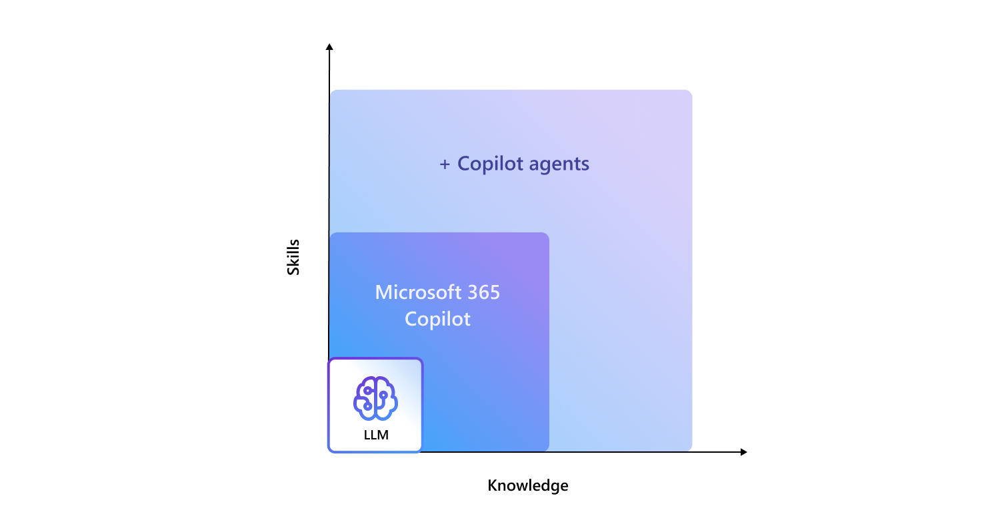 + Copilot agents
Skills
Microsoft 365
Copilot
LLM
Knowledge